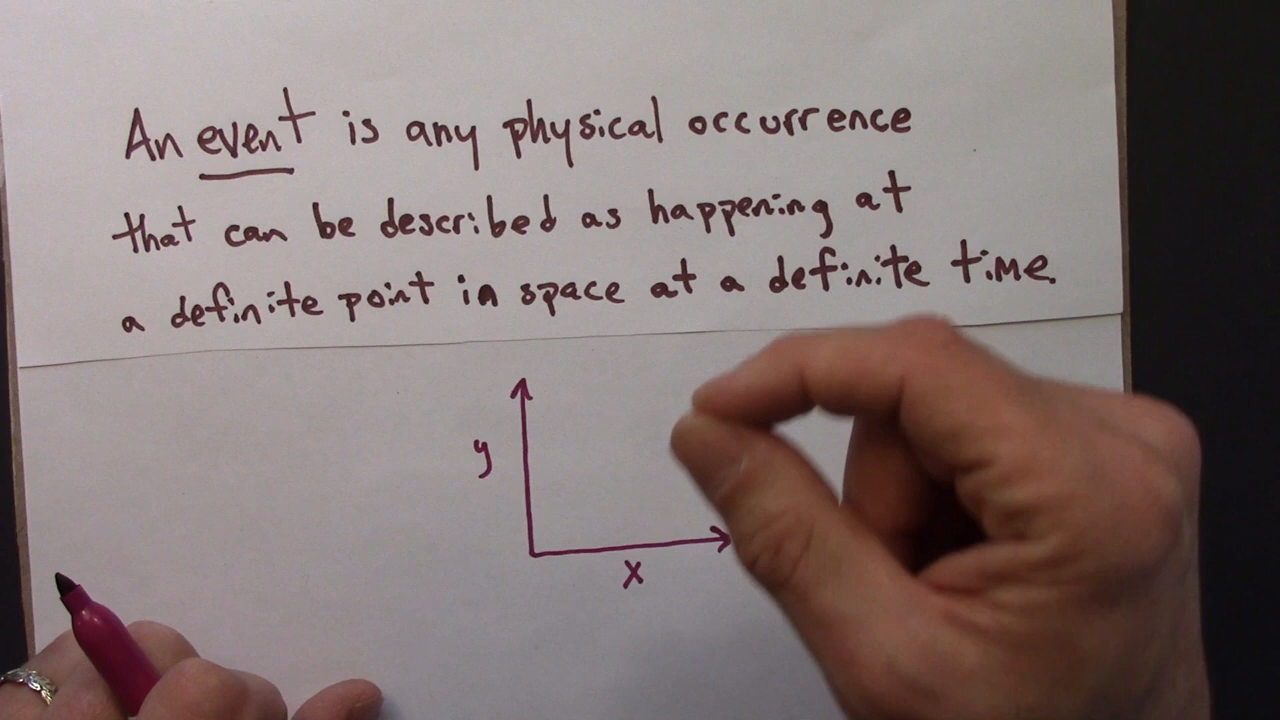 An event is any physical occurrence
that can be described as happening at
a definite point in space at a definite time.
y
x